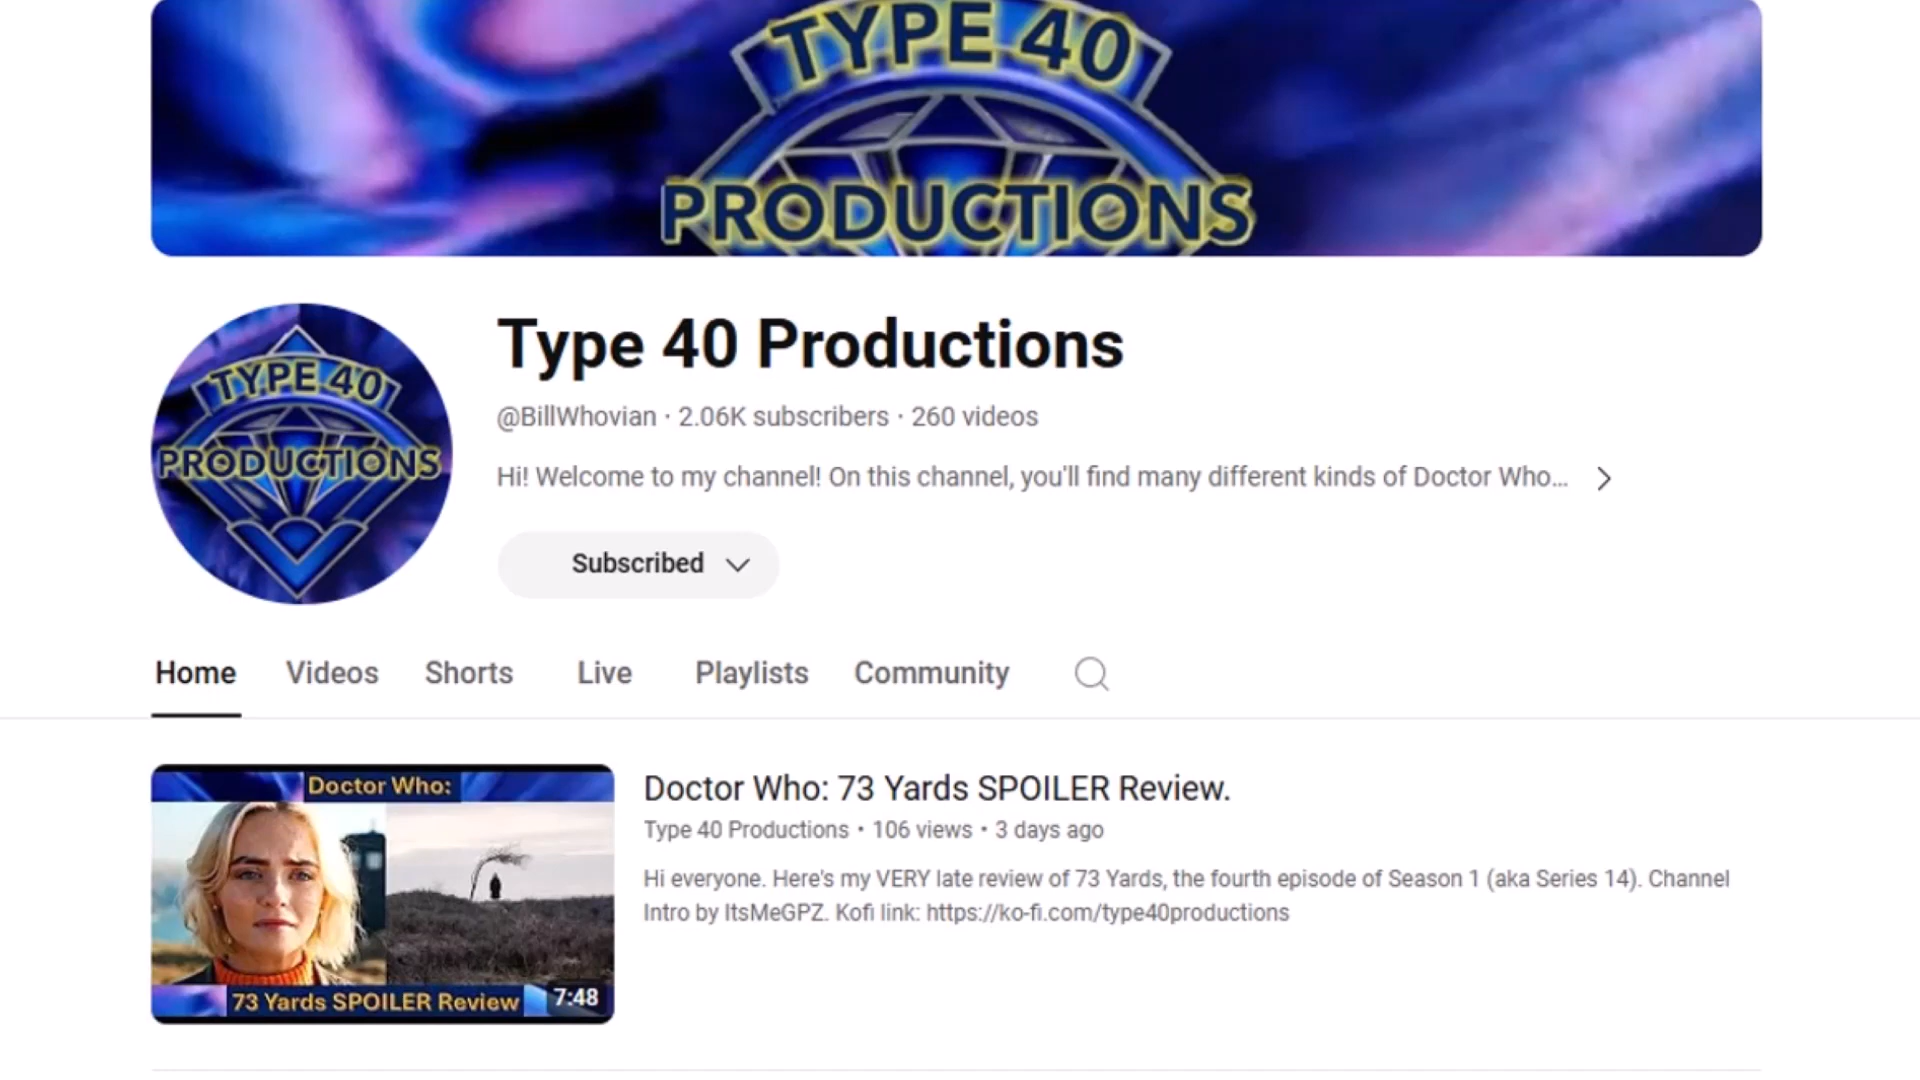 TYPE 40
PRODUCTIONS
TYPE 40
PRODUCTIONS
Type 40 Productions
@BillWhovian · 2.06K subscribers · 260 videos
Hi! Welcome to my channel! On this channel, you'll find many different kinds of Doctor Who...
Subscribed
Home Videos Shorts Live Playlists Community
Doctor Who:
73 Yards SPOILER Review
7:48
Doctor Who: 73 Yards SPOILER Review.
Type 40 Productions • 106 views • 3 days ago
Hi everyone. Here's my VERY late review of 73 Yards, the fourth episode of Season 1 (aka Series 14). Channel
Intro by ItsMeGPZ. Kofi link: https://ko-fi.com/type40productions